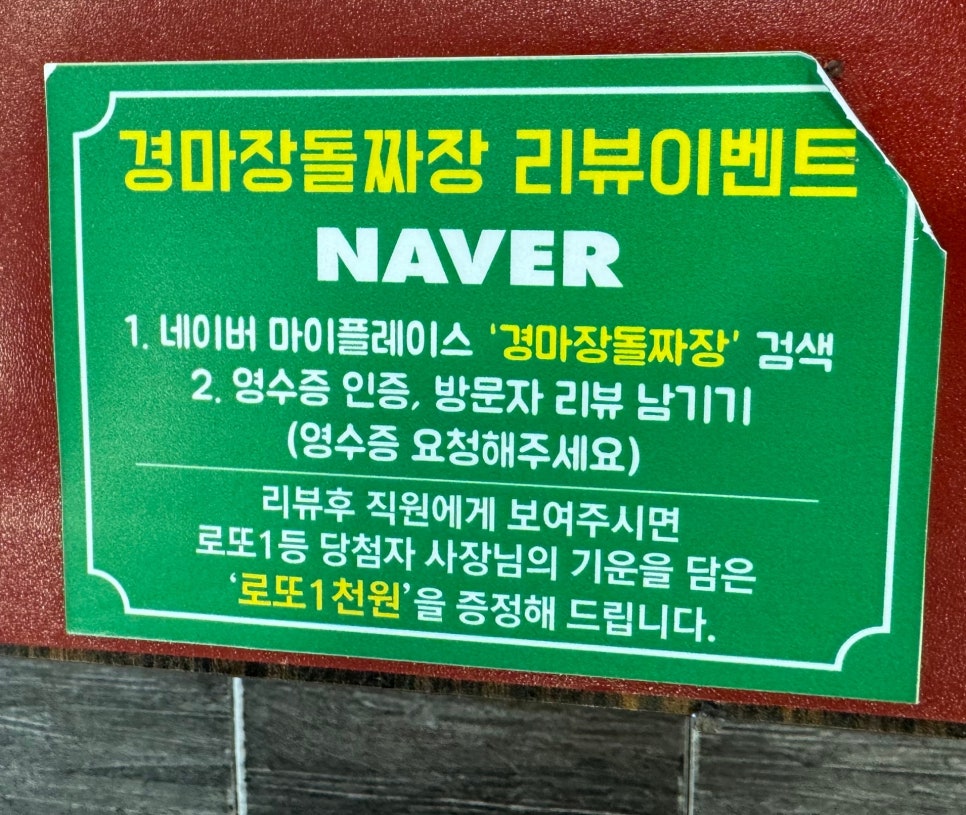 경마장돌짜장 리뷰이벤트
NAVER
1. 네이버 마이플레이스 '경마장돌짜장' 검색
2. 영수증 인증, 방문자 리뷰 남기기
(영수증 요청해주세요)
리뷰후 직원에게 보여주시면
로또1등 당첨자 사장님의 기운을 담은
'로또1천원'을 증정해 드립니다.